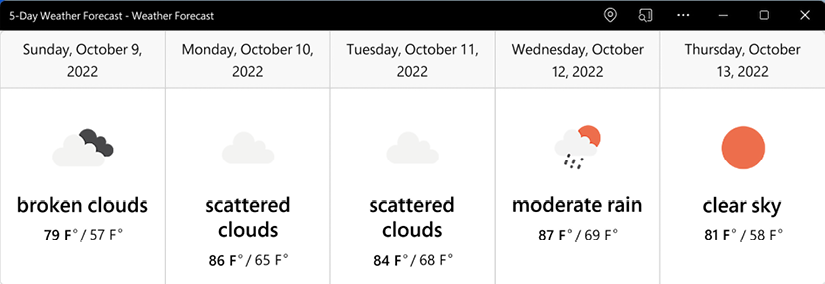 5-Day Weather Forecast - Weather Forecast
Sunday, October 9,
2022
Monday, October 10,
2022
Tuesday, October 11,
2022
Wednesday, October
12, 2022
Thursday, October
13, 2022
broken clouds
79 F° / 57 F°
scattered
clouds
86 F° / 65 F°
scattered
clouds
84 F° / 68 F°
moderate rain
87 F° / 69 F°
clear sky
81 F° / 58 F°